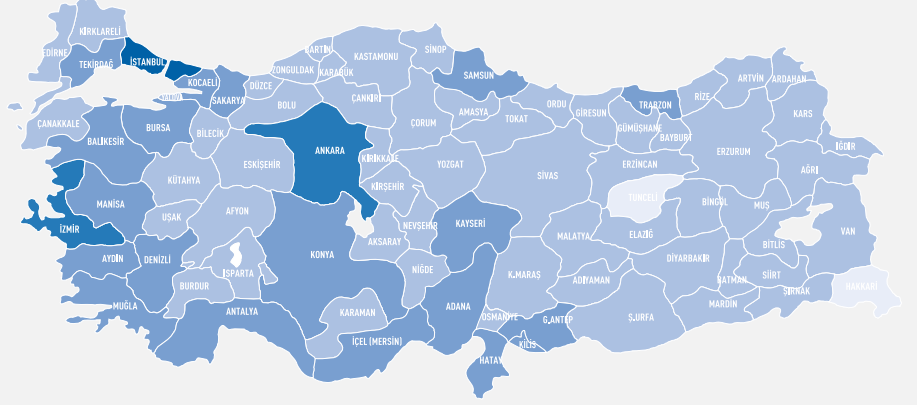 KIRKLARELİ
EDİRNE
TEKİRDAĞ
İSTANBUL
KOCAELİ
YALOVA
SAKARYA
DÜZCE
ZONGULDAK
BARTIN
KARABÜK
KASTAMONU
SİNOP
SAMSUN
ÇANKIRI
BOLU
ÇANAKKALE
BALIKESİR
BURSA
BİLECİK
ANKARA
KIRIKKALE
ÇORUM
AMASYA
TOKAT
ORDU
GİRESUN
TRABZON
RİZE
ARTVİN
ARDAHAN
KARS
GÜMÜŞHANE
BAYBURT
ERZURUM
IĞDIR
AĞRI
ESKİŞEHİR
KÜTAHYA
YOZGAT
SİVAS
ERZİNCAN
TUNCELİ
BİNGÖL
MUŞ
KIRŞEHİR
MANİSA
UŞAK
AFYON
İZMİR
NEVŞEHİR
KAYSERİ
AKSARAY
MALATYA
ELAZIĞ
VAN
BİTLİS
AYDIN
DENİZLİ
ISPARTA
KONYA
NİĞDE
K.MARAŞ
ADIYAMAN
DİYARBAKIR
BATMAN
SİİRT
ŞIRNAK
HAKKARİ
BURDUR
MUĞLA
ANTALYA
KARAMAN
ADANA
OSMANİYE
G.ANTEP
Ş.URFA
MARDİN
İÇEL (MERSİN)
KİLİS
HATAY